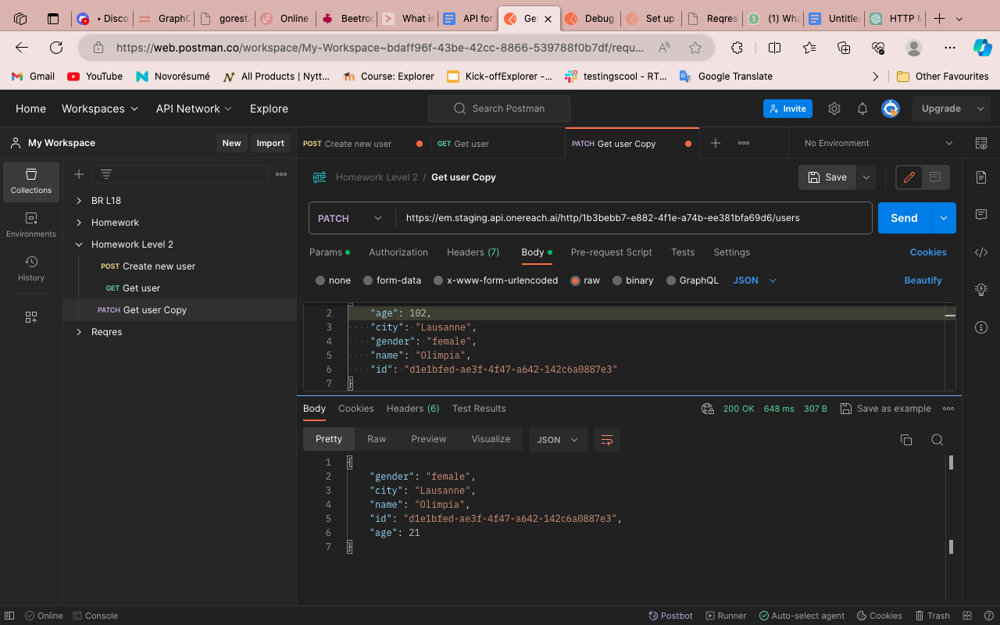 • Disco
GraphQ
gorest.
Online
Beetroo
What is
API for
Get
Debug
Set up
Reqres
(1) Wha
Untitled
HTTP M
https://web.postman.co/workspace/My-Workspace~bdaff96f-43be-42cc-8866-539788f0b7df/requ...
Gmail
YouTube
Novorésumé
All Products | Nytt...
Course: Explorer
Kick-offExplorer -...
testingscool - RT...
Google Translate
Other Favourites
Home
Workspaces
API Network
Explore
Search Postman
Invite
Upgrade
My Workspace
New
Import
POST Create new user
GET Get user
PATCH Get user Copy
No Environment
Collections
Environments
History
BR L18
Homework
Homework Level 2
POST Create new user
GET Get user
PATCH Get user Copy
Reqres
HTTP
Homework Level 2 / Get user Copy
Save
PATCH
https://em.staging.api.onereach.ai/http/1b3bebb7-e882-4f1e-a74b-ee381bfa69d6/users
Send
Params
Authorization
Headers (7)
Body
Pre-request Script
Tests
Settings
Cookies
none
form-data
x-www-form-urlencoded
raw
binary
GraphQL
JSON
Beautify
2 "age": 102,
3 "city": "Lausanne",
4 "gender": "female",
5 "name": "Olimpia",
6 "id": "d1e1bfed-ae3f-4f47-a642-142c6a0887e3"
7 }
Body
Cookies
Headers (6)
Test Results
200 OK
648 ms
307 B
Save as example
Pretty
Raw
Preview
Visualize
JSON
1 {
2 "gender": "female",
3 "city": "Lausanne",
4 "name": "Olimpia",
5 "id": "d1e1bfed-ae3f-4f47-a642-142c6a0887e3",
6 "age": 21
7 }
Online
Console
Postbot
Runner
Auto-select agent
Cookies
Trash